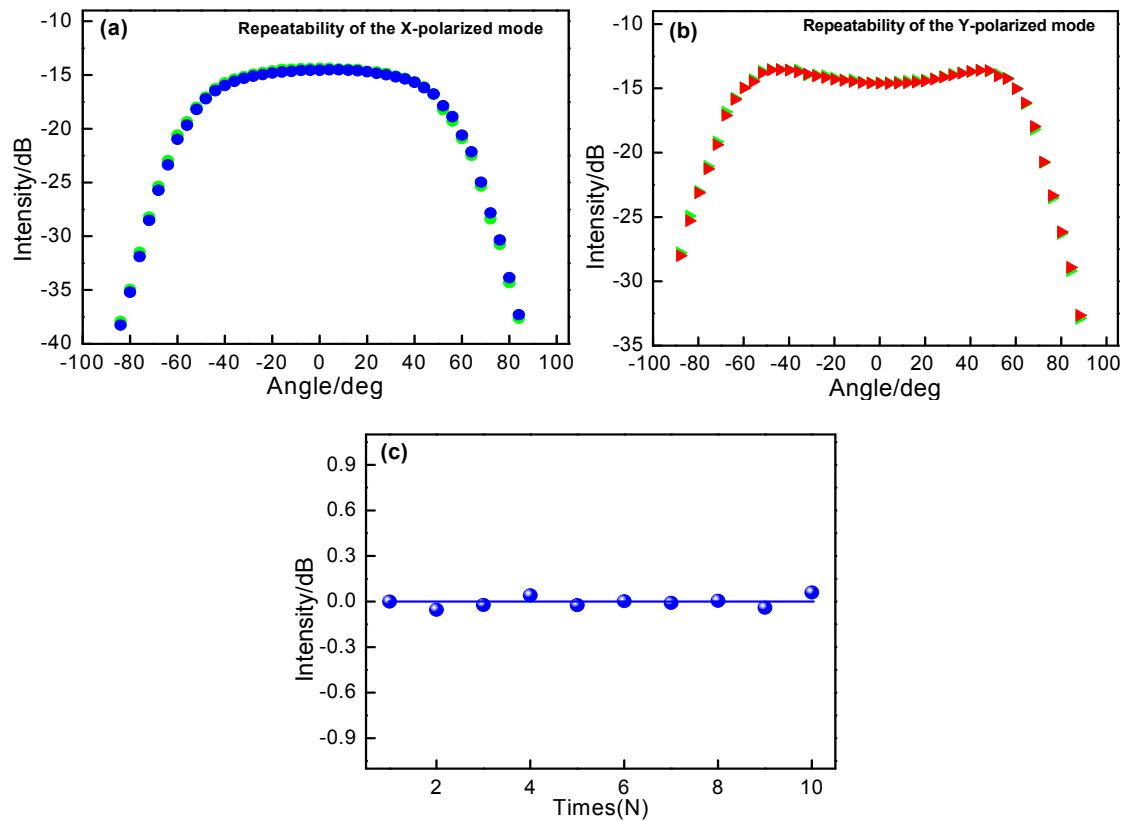 (a) Repeatability of the X-polarized mode
Intensity/dB
-10
-15
-20
-25
-30
-35
-40
-100 -80 -60 -40 -20 0 20 40 60 80 100
Angle/deg
(b) Repeatability of the Y-polarized mode
Intensity/dB
-10
-15
-20
-25
-30
-35
-100 -80 -60 -40 -20 0 20 40 60 80 100
Angle/deg
(c)
Intensity/dB
0.9
0.6
0.3
0.0
-0.3
-0.6
-0.9
2 4 6 8 10
Times(N)